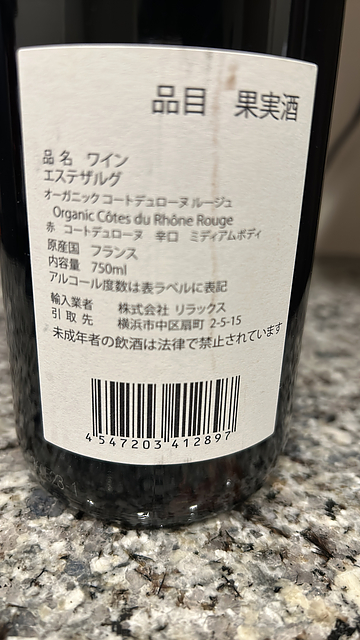 品目　果実酒
品名　ワイン
エステザルグ
オーガニックコートデュローヌ ルージュ
Organic Côtes du Rhône Rouge
赤　コートデュローヌ　辛口　ミディアムボディ
原産国　フランス
内容量　750ml
アルコール度数は表ラベルに表記
輸入業者　株式会社 リラックス
引取先　横浜市中区扇町 2-5-15
未成年者の飲酒は法律で禁止されています
4 547203 412897